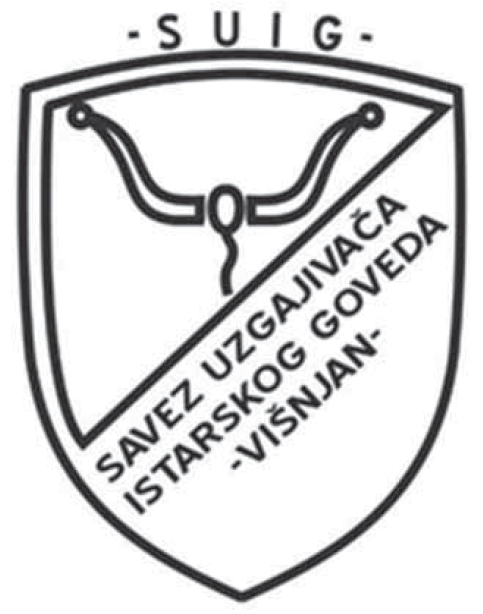 -SUIG-
SAVEZ UZGAJIVAČA
ISTARSKOG GOVEDA
-VIŠNJAN-